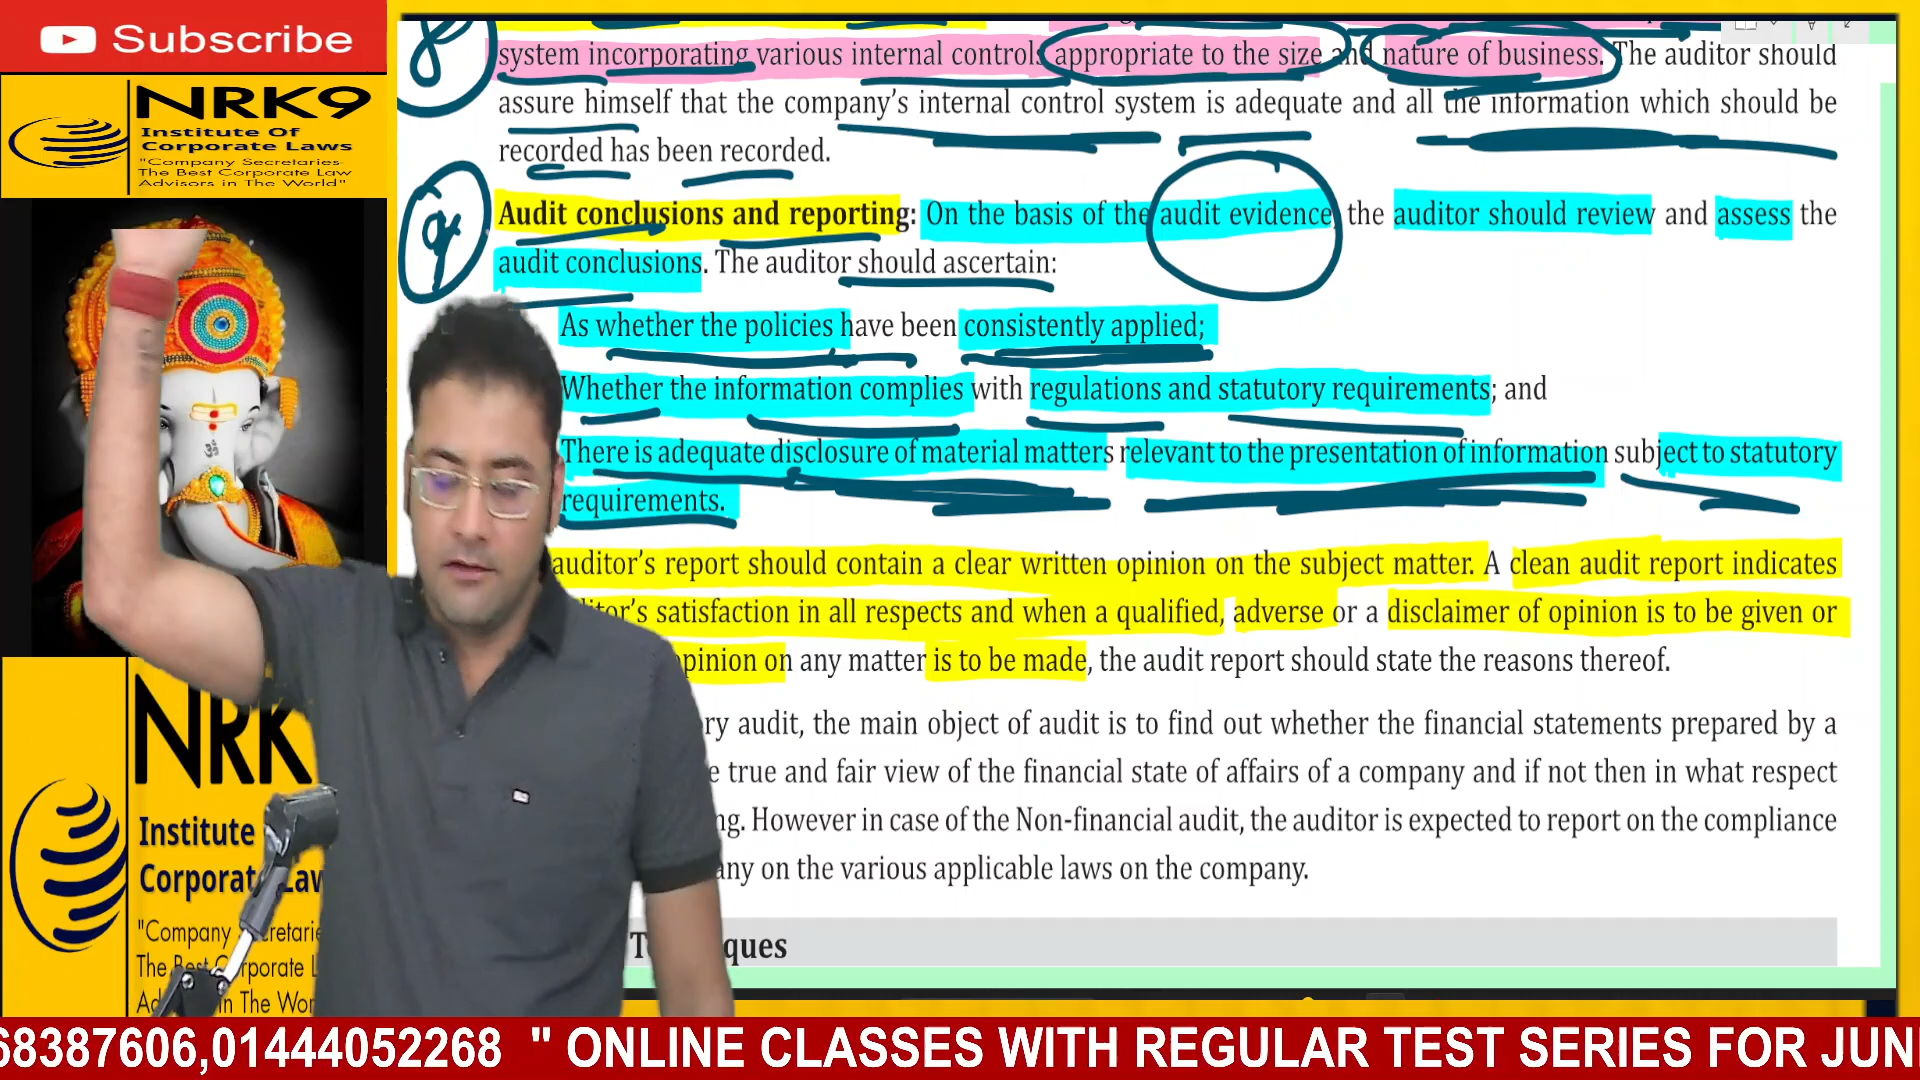 Subscribe
NRK9
Institute Of
Corporate Laws
"Company Secretaries-
The Best Corporate Law
Advisors in The World"
8
system incorporating various internal controls appropriate to the size and nature of business. The auditor should
assure himself that the company's internal control system is adequate and all the information which should be
recorded has been recorded.
9
Audit conclusions and reporting: On the basis of the audit evidence, the auditor should review and assess the
audit conclusions. The auditor should ascertain:
As whether the policies have been consistently applied;
Whether the information complies with regulations and statutory requirements; and
There is adequate disclosure of material matters relevant to the presentation of information subject to statutory
requirements.
auditor's report should contain a clear written opinion on the subject matter. A clean audit report indicates
satisfaction in all respects and when a qualified, adverse or a disclaimer of opinion is to be given or
opinion on any matter is to be made, the audit report should state the reasons thereof.
audit, the main object of audit is to find out whether the financial statements prepared by a
true and fair view of the financial state of affairs of a company and if not then in what respect
However in case of the Non-financial audit, the auditor is expected to report on the compliance
on the various applicable laws on the company.
NRK
Institute
"Company
The Best
In The
68387606,01444052268 " ONLINE CLASSES WITH REGULAR TEST SERIES FOR JUN